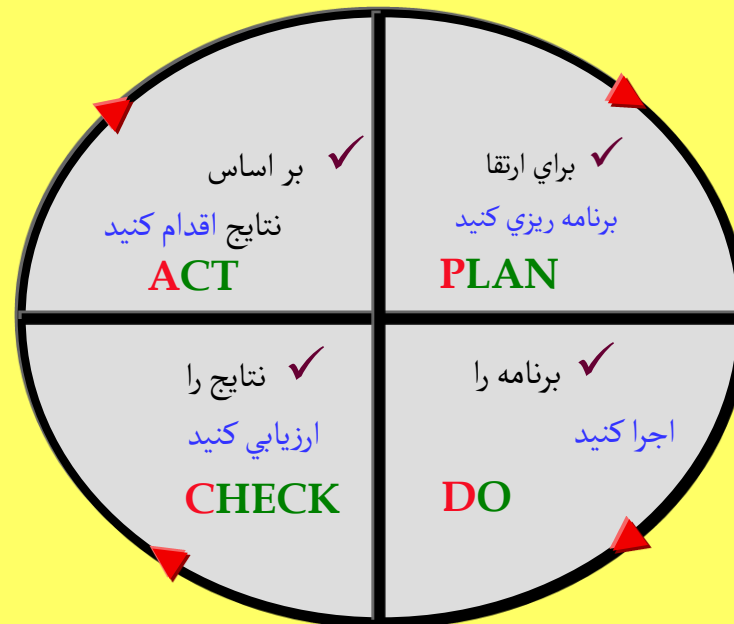 براي ارتقا
برنامه ريزي كنيد
PLAN
برنامه را
اجرا كنيد
DO
نتايج را
ارزيابي كنيد
CHECK
بر اساس
نتايج اقدام كنيد
ACT